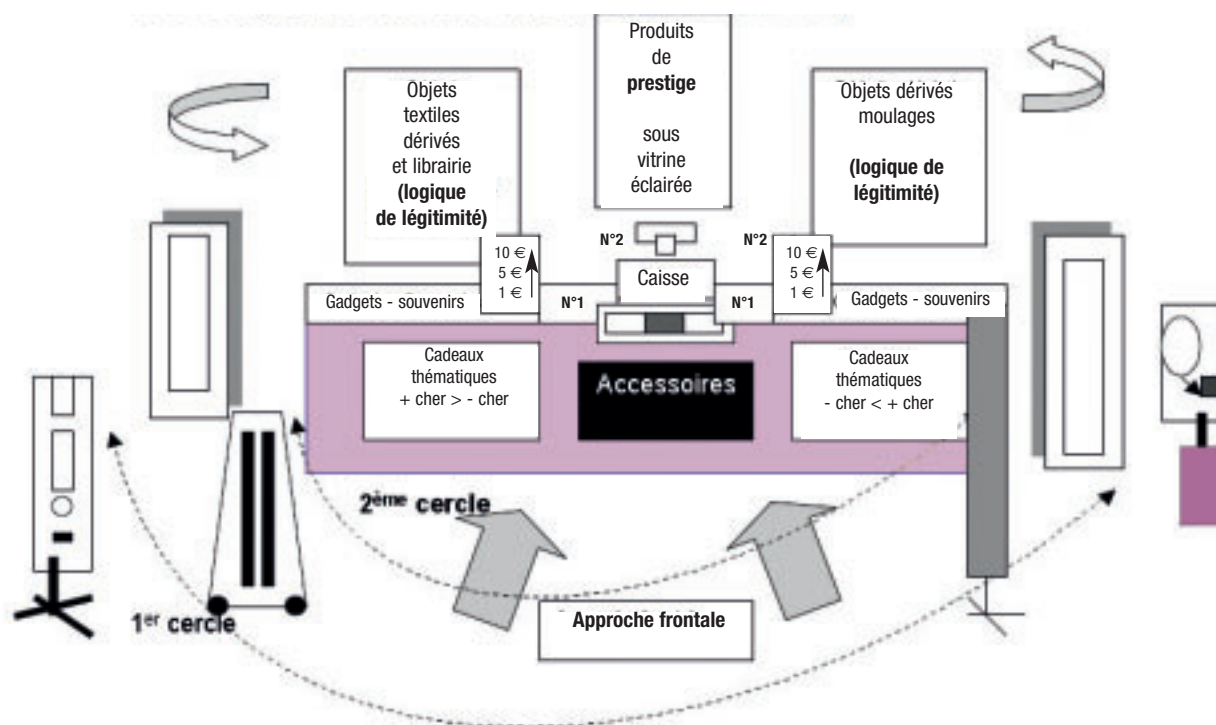 Produits
de
prestige
sous
vitrine
éclairée
Objets
textiles
dérivés
et librairie
(logique
de légitimité)
Objets dérivés
moulages
(logique de
légitimité)
N°2
N°2
10 €
5 €
1 €
Caisse
10 €
5 €
1 €
Gadgets - souvenirs
N°1
N°1
Gadgets - souvenirs
Cadeaux
thématiques
+ cher > - cher
Accessoires
Cadeaux
thématiques
- cher < + cher
2ème cercle
1er cercle
Approche frontale